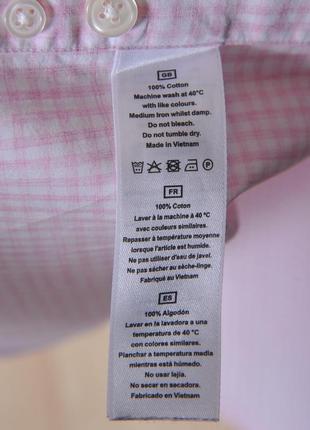 GB
100% Cotton
Machine wash at 40°C
with like colours.
Medium Iron whilst damp.
Do not bleach.
Do not tumble dry.
Made in Vietnam
P
FR
100% Coton
Laver à la machine à 40 ºC
avec couleurs similaires.
Repasser à température moyenne
lorsque l'article est humide.
Ne pas utiliser d'eau de javel.
Ne pas sécher au sèche-linge.
Fabriqué au Vietnam
ES
100% Algodón
Lavar en la lavadora a una
temperatura de 40 °C
con colores similares.
Planchar a temperatura media
mientras está húmeda.
No usar lejía.
No secar en secadora.
Fabricado en Vietnam